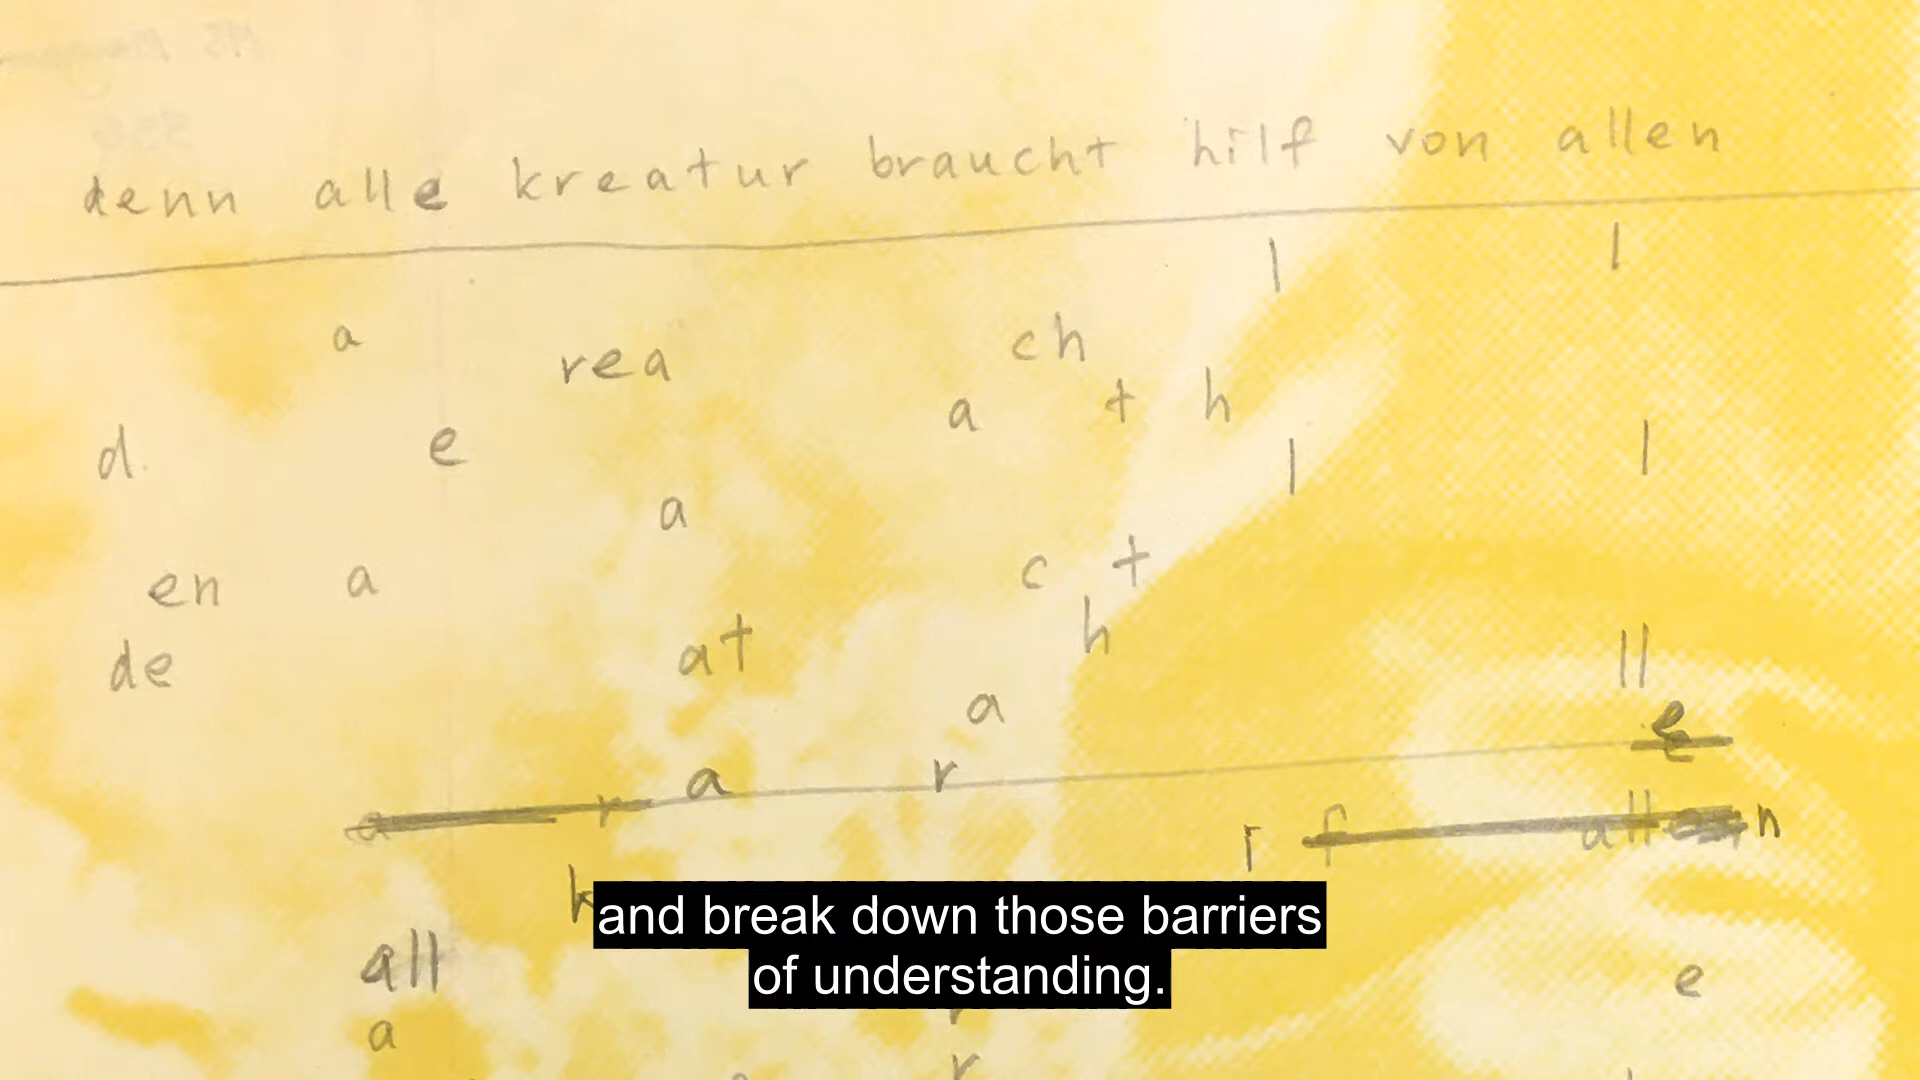 denn alle kreatur braucht hilf von allen
l l
a rea ch
a t h
d. e l l
a
en a c t
de at h ll
a e
a r a r
r f allen
k
and break down those barriers
all of understanding. e
a r
r